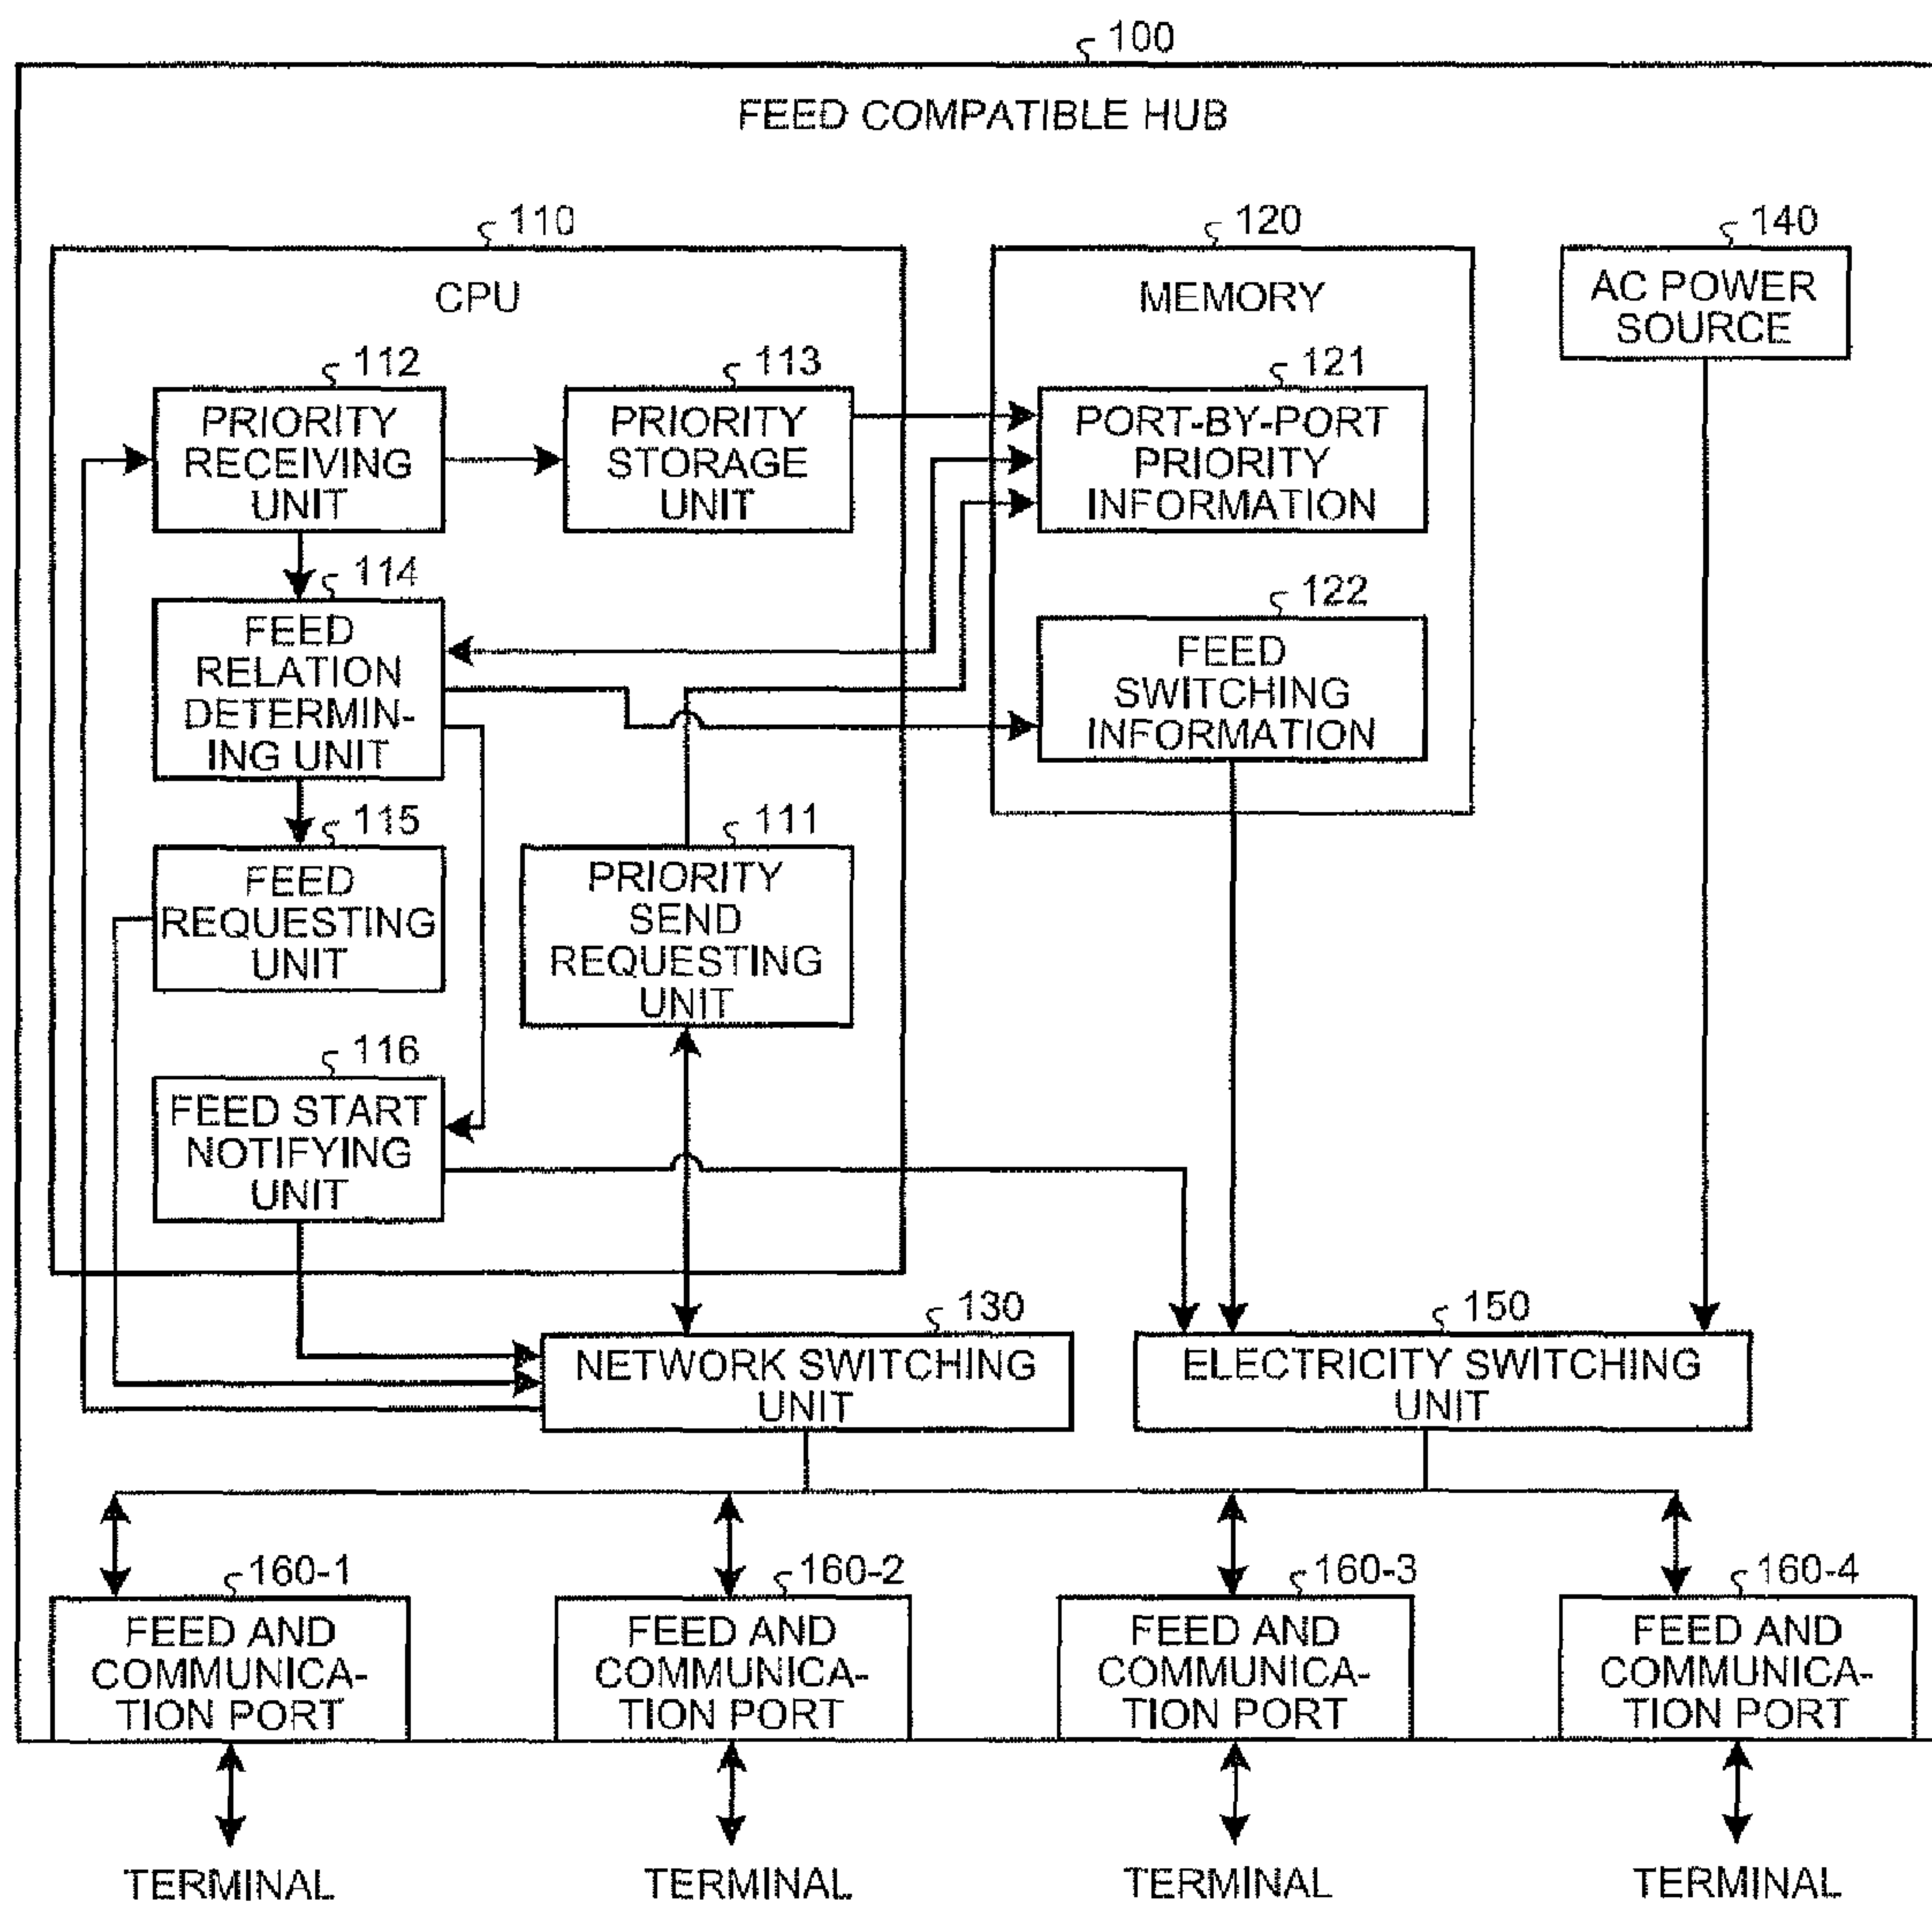 100
FEED COMPATIBLE HUB
110
120
140
CPU
MEMORY
AC POWER
SOURCE
112
PRIORITY
RECEIVING
UNIT
113
PRIORITY
STORAGE
UNIT
121
PORT-BY-PORT
PRIORITY
INFORMATION
114
FEED
RELATION
DETERMIN-
ING UNIT
122
FEED
SWITCHING
INFORMATION
115
FEED
REQUESTING
UNIT
111
PRIORITY
SEND
REQUESTING
UNIT
116
FEED START
NOTIFYING
UNIT
130
NETWORK SWITCHING
UNIT
150
ELECTRICITY SWITCHING
UNIT
160-1
FEED AND
COMMUNICA-
TION PORT
160-2
FEED AND
COMMUNICA-
TION PORT
160-3
FEED AND
COMMUNICA-
TION PORT
160-4
FEED AND
COMMUNICA-
TION PORT
TERMINAL
TERMINAL
TERMINAL
TERMINAL